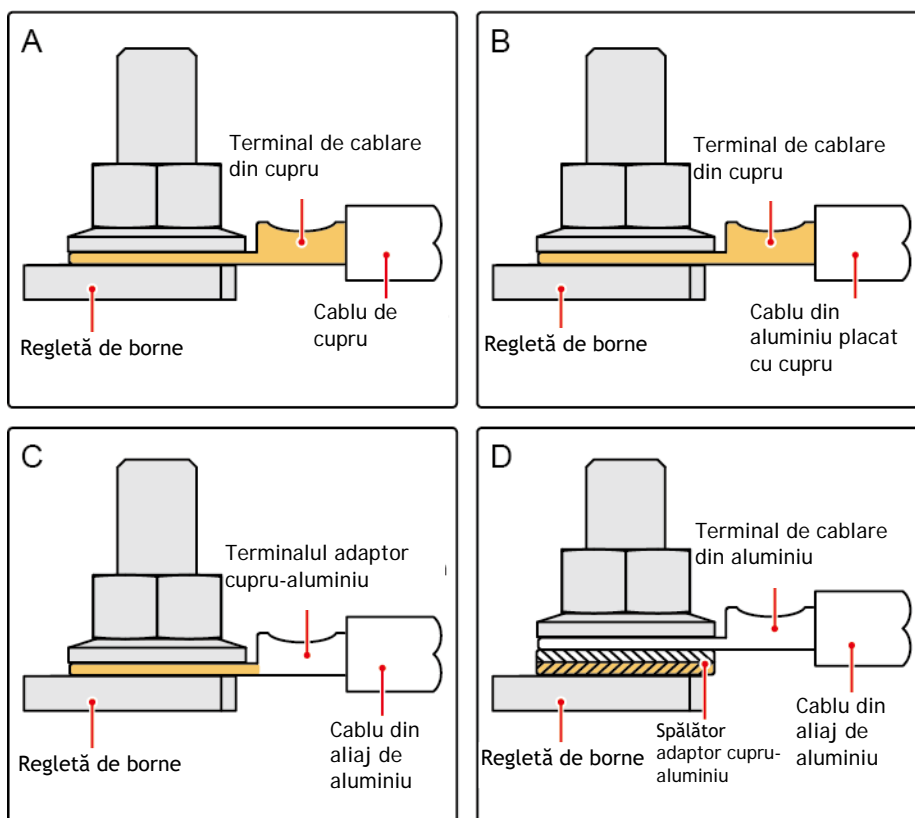 A
Terminal de cablare
din cupru
Cablu de
cupru
Regletă de borne
B
Terminal de cablare
din cupru
Cablu din
aluminiu placat
cu cupru
Regletă de borne
C
Terminalul adaptor
cupru-aluminiu
Cablu din
aliaj de
aluminiu
Regletă de borne
D
Terminal de cablare
din aluminiu
Cablu din
aliaj de
aluminiu
Spălător
adaptor cupru-
aluminiu
Regletă de borne